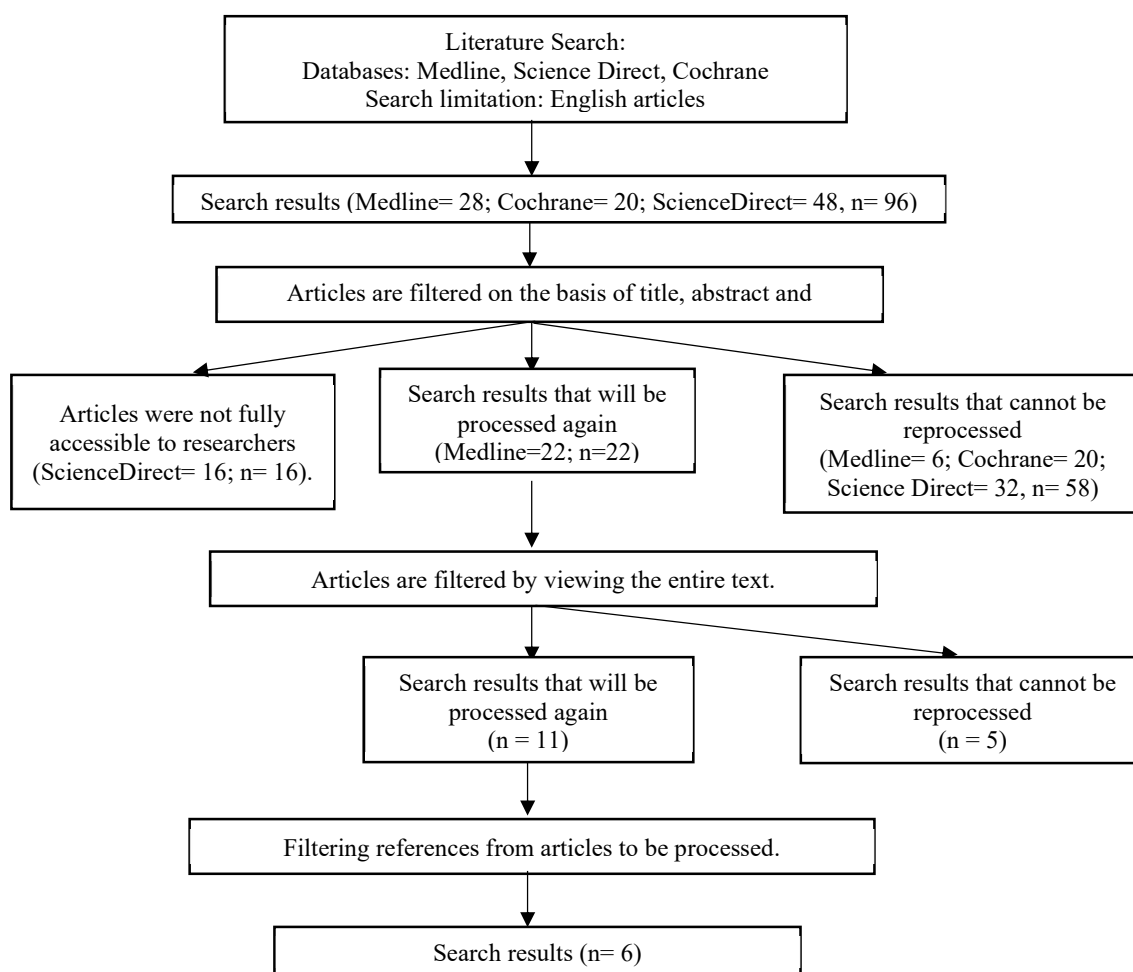 Literature Search:
Databases: Medline, Science Direct, Cochrane
Search limitation: English articles
Search results (Medline= 28; Cochrane= 20; ScienceDirect= 48, n= 96)
Articles are filtered on the basis of title, abstract and
Articles were not fully
accessible to researchers
(ScienceDirect= 16; n= 16).
Search results that will be
processed again
(Medline=22; n=22)
Search results that cannot be
reprocessed
(Medline= 6; Cochrane= 20;
Science Direct= 32, n= 58)
Articles are filtered by viewing the entire text.
Search results that will be
processed again
(n = 11)
Search results that cannot be
reprocessed
(n = 5)
Filtering references from articles to be processed.
Search results (n= 6)